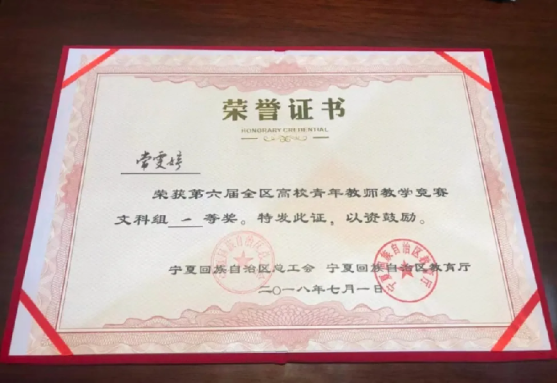 荣誉证书
HONORARY CREDENTIAL
常雯婷
荣获第六届全区高校青年教师教学竞赛
文科组一等奖。特发此证，以资鼓励。
宁夏回族自治区总工会 宁夏回族自治区教育厅
二〇一八年七月一日